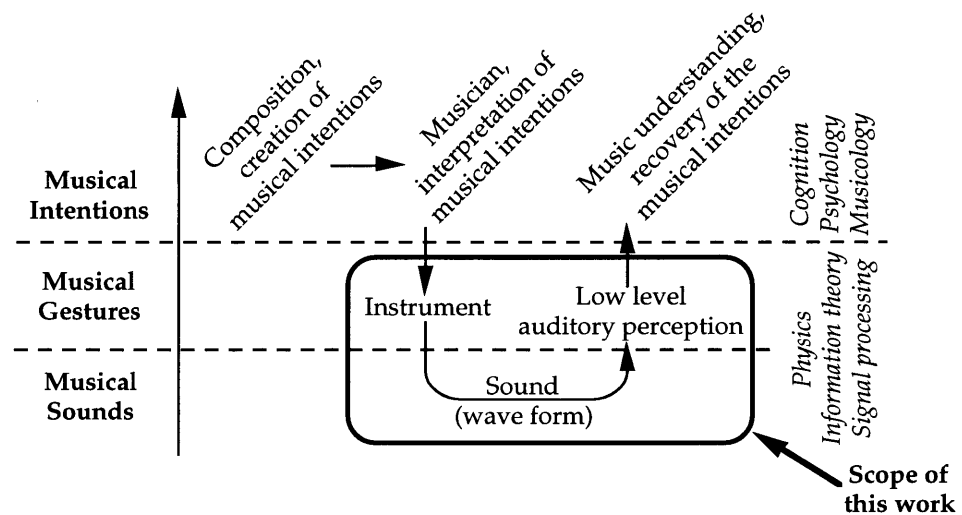 Composition,
creation of
musical intentions
Musician,
interpretation of
musical intentions
Music understanding,
recovery of the
musical intentions
Cognition
Psychology
Musicology
Musical
Intentions
Musical
Gestures
Instrument
Low level
auditory perception
Physics
Information theory
Signal processing
Musical
Sounds
Sound
(wave form)
Scope of
this work